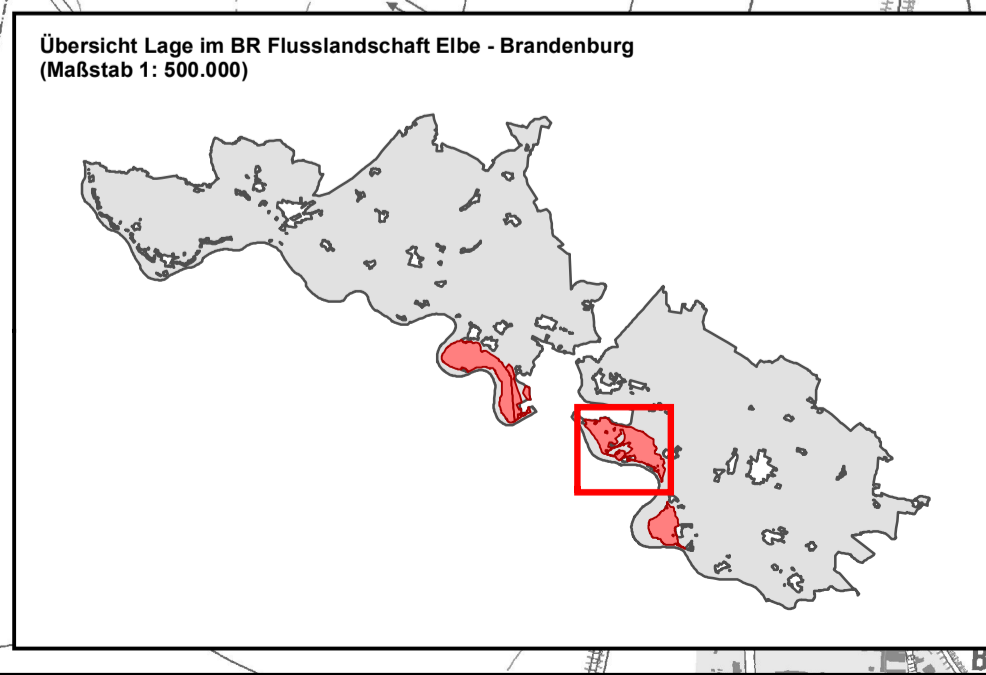 Übersicht Lage im BR Flusslandschaft Elbe - Brandenburg
(Maßstab 1: 500.000)